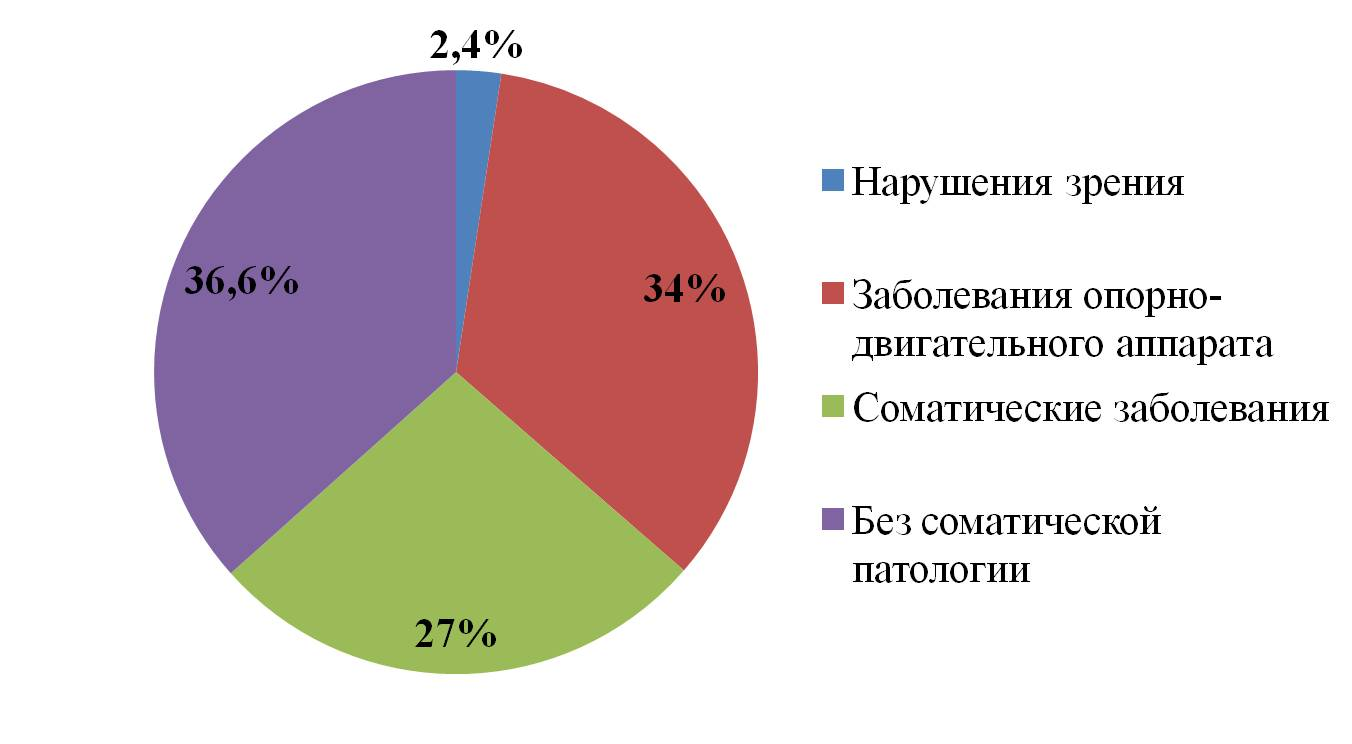 2,4%
36,6%
34%
27%
Нарушения зрения
Заболевания опорно-
двигательного аппарата
Соматические заболевания
Без соматической
патологии